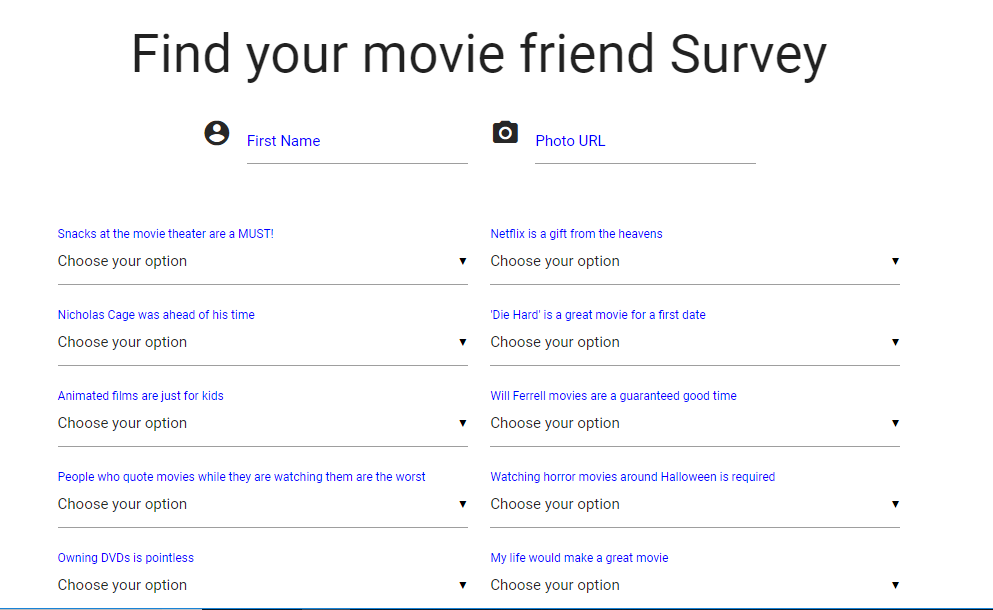 Find your movie friend Survey
First Name Photo URL
Snacks at the movie theater are a MUST! Netflix is a gift from the heavens
Choose your option Choose your option
Nicholas Cage was ahead of his time 'Die Hard' is a great movie for a first date
Choose your option Choose your option
Animated films are just for kids Will Ferrell movies are a guaranteed good time
Choose your option Choose your option
People who quote movies while they are watching them are the worst Watching horror movies around Halloween is required
Choose your option Choose your option
Owning DVDs is pointless My life would make a great movie
Choose your option Choose your option